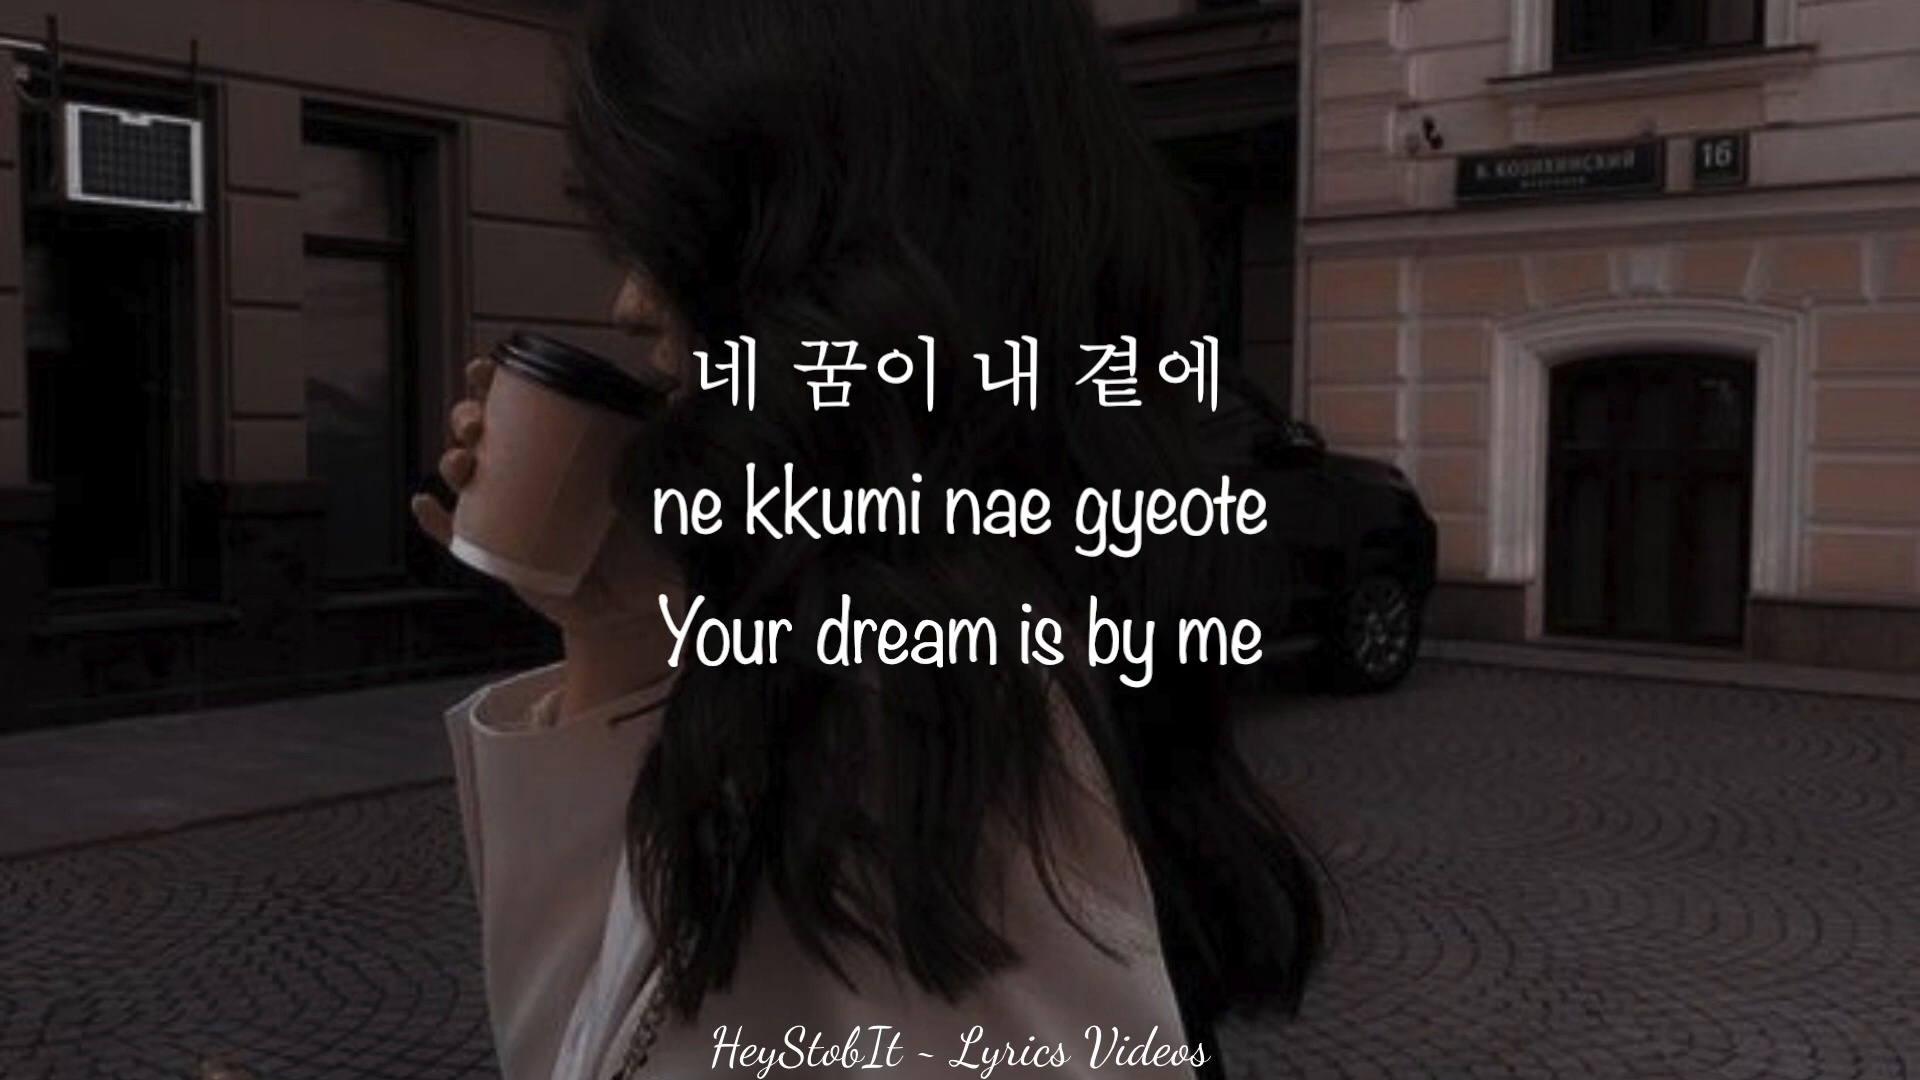 В. КОЗИХИНСКИЙ
16
네 꿈이 내 곁에
ne kkumi nae gyeote
Your dream is by me
HeyStobIt ~ Lyrics Videos